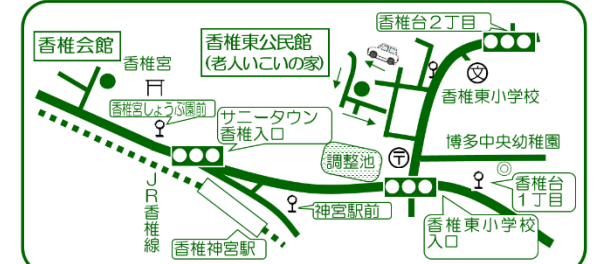 香椎会館
香椎宮
香椎宮しょうぶ園前
サニータウン
香椎入口
香椎東公民館
(老人いこいの家)
香椎台2丁目
文
香椎東小学校
博多中央幼稚園
調整池
〒
香椎台
1丁目
神宮駅前
香椎東小学校
入口
JR香椎線
香椎神宮駅